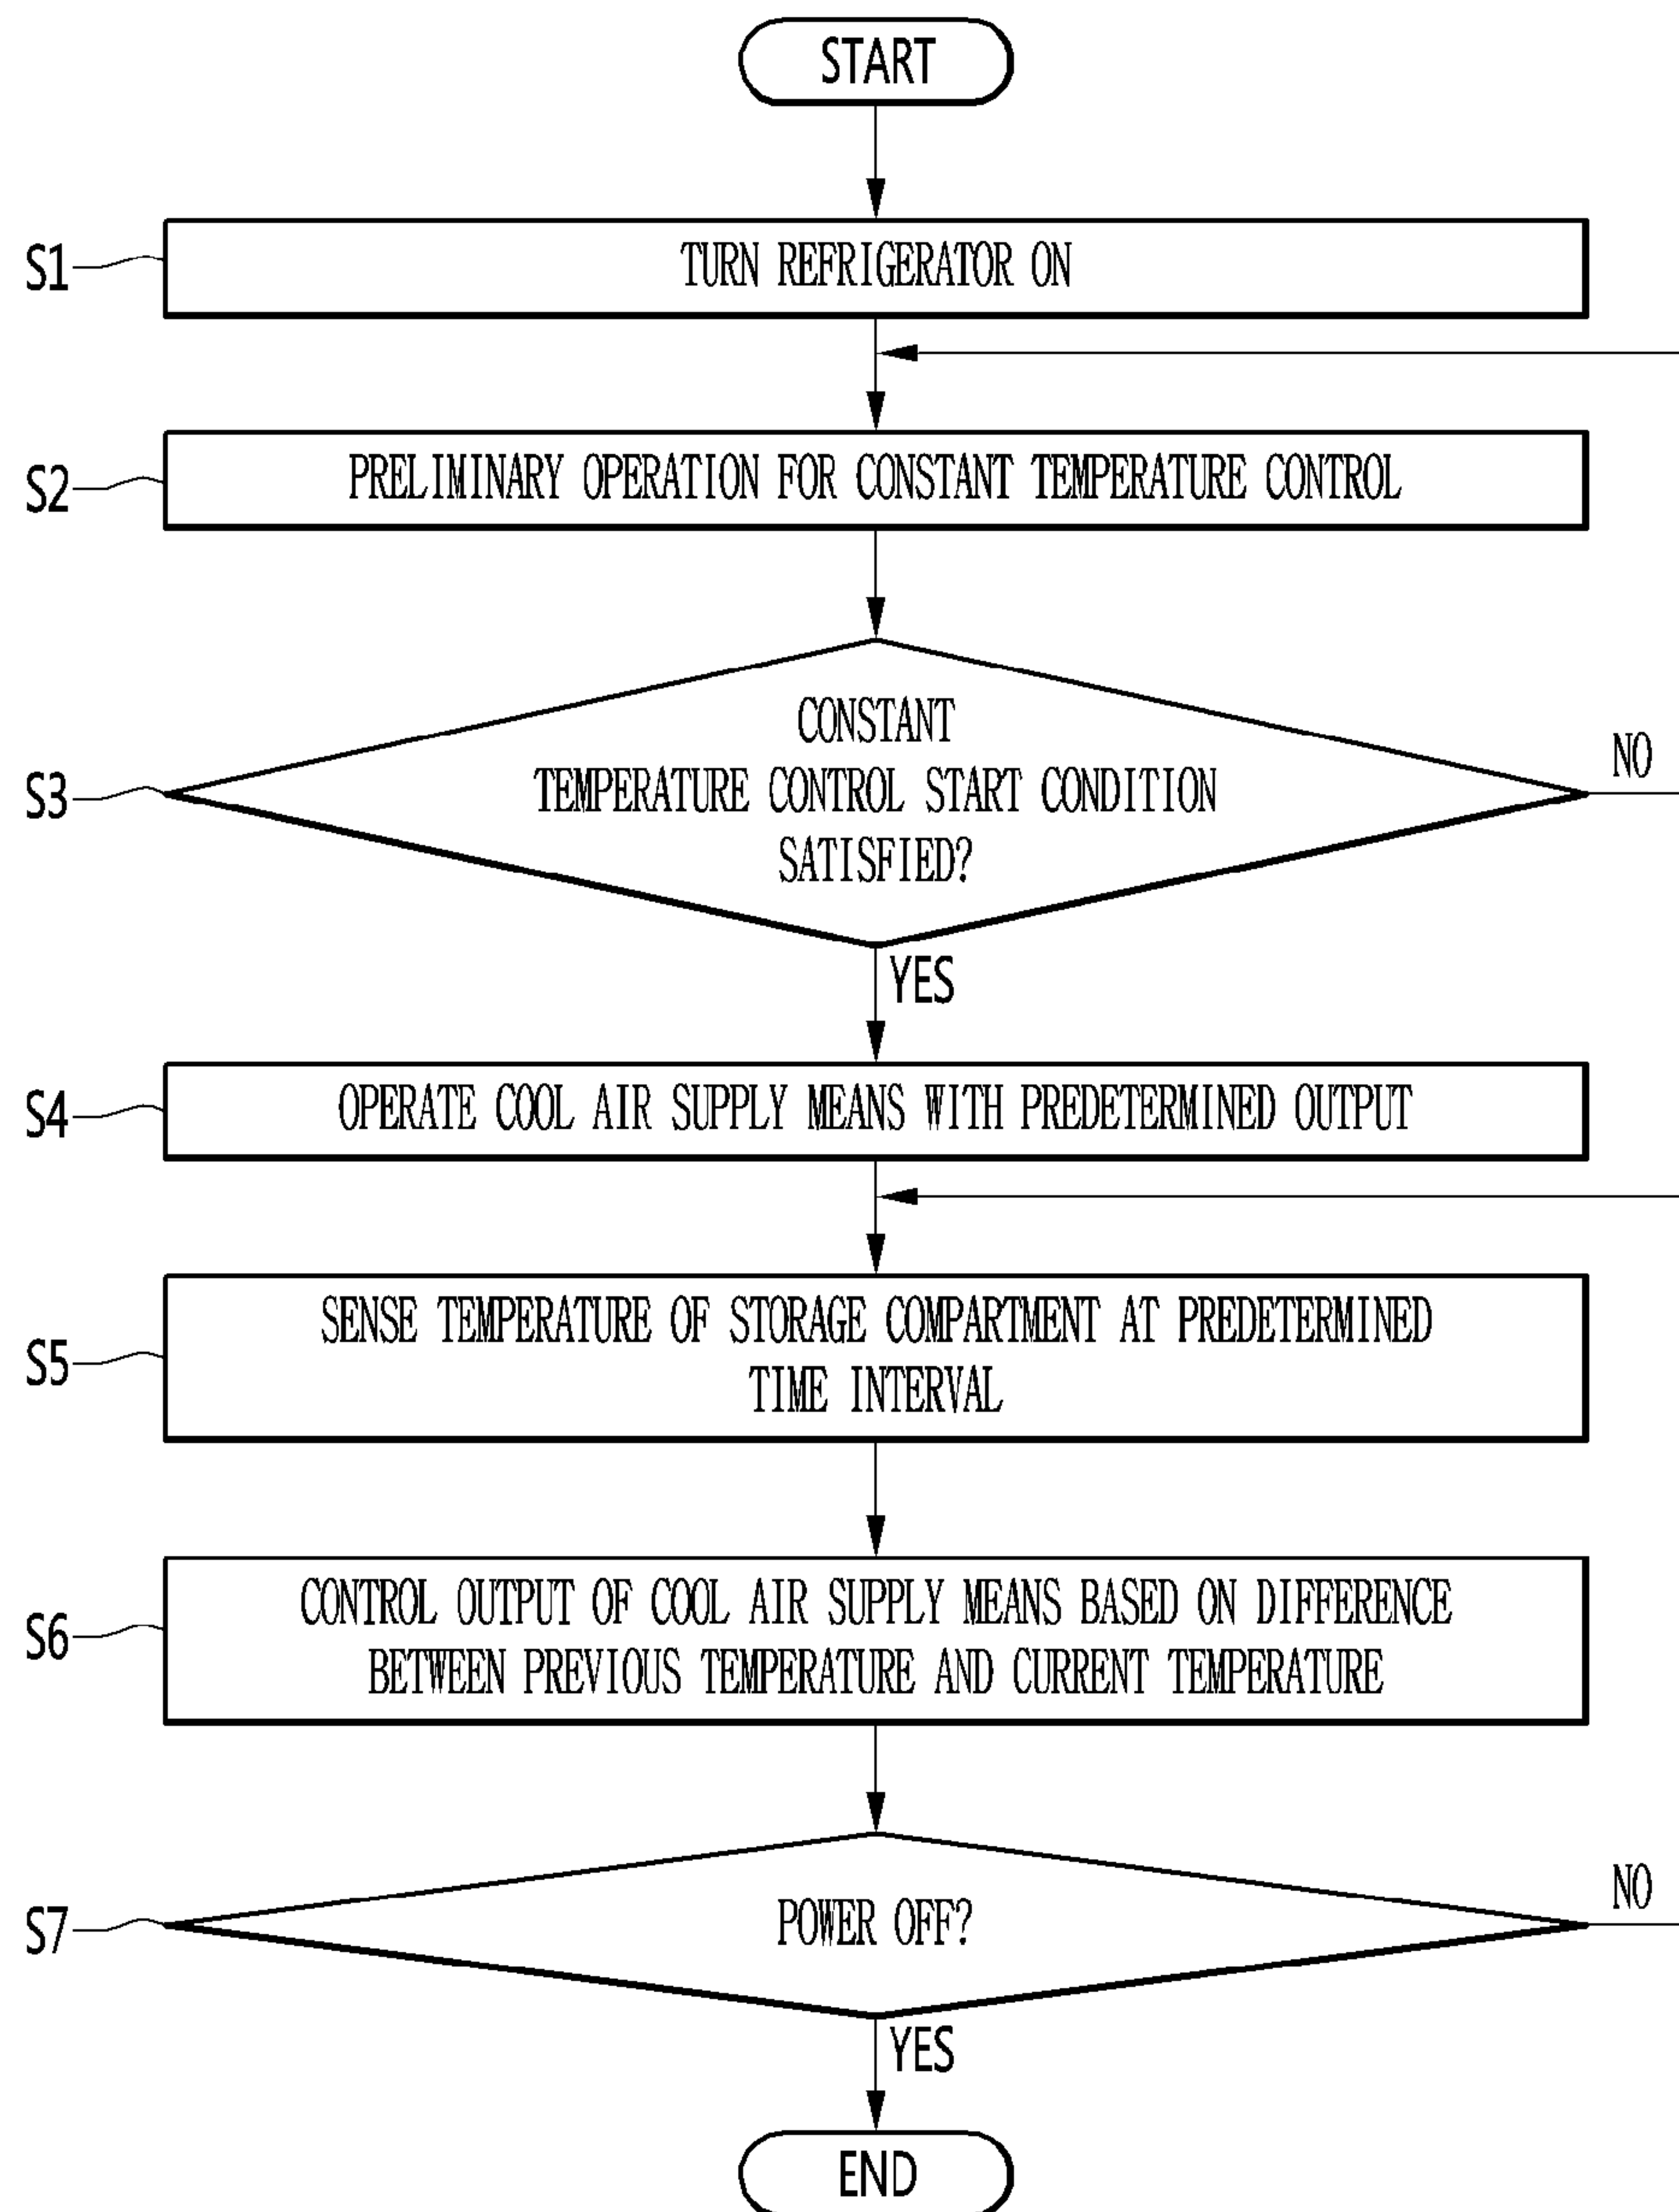 START
S1
TURN REFRIGERATOR ON
S2
PRELIMINARY OPERATION FOR CONSTANT TEMPERATURE CONTROL
S3
CONSTANT
TEMPERATURE CONTROL START CONDITION
SATISFIED?
NO
YES
S4
OPERATE COOL AIR SUPPLY MEANS WITH PREDETERMINED OUTPUT
S5
SENSE TEMPERATURE OF STORAGE COMPARTMENT AT PREDETERMINED
TIME INTERVAL
S6
CONTROL OUTPUT OF COOL AIR SUPPLY MEANS BASED ON DIFFERENCE
BETWEEN PREVIOUS TEMPERATURE AND CURRENT TEMPERATURE
S7
POWER OFF?
NO
YES
END